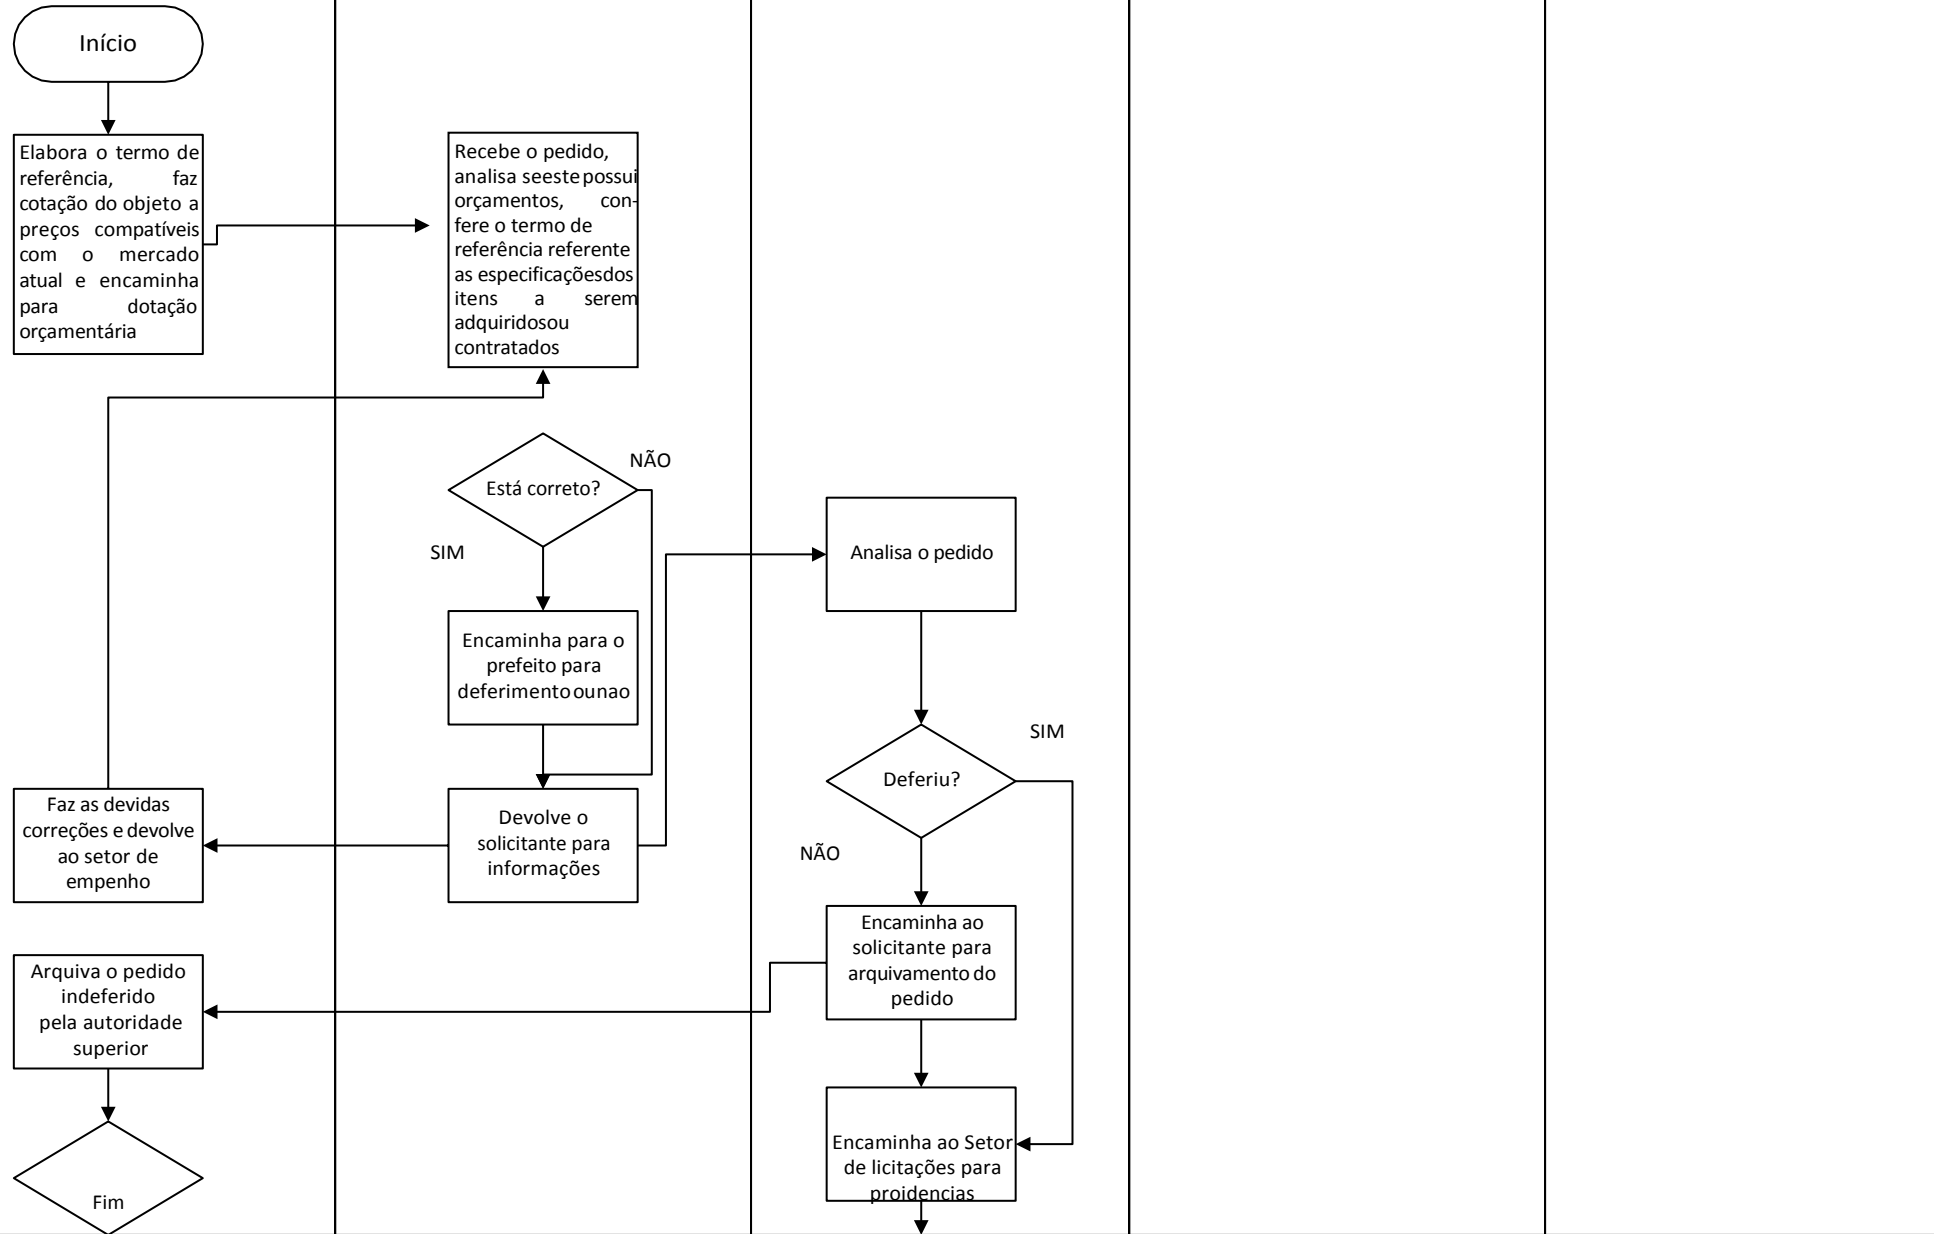 Início
Elabora o termo de
referência, faz
cotação do objeto a
preços compatíveis
com o mercado
atual e encaminha
para dotação
orçamentária
Recebe o pedido,
analisa seeste possui
orçamentos, con-
fere o termo de
referência referente
as especificaçõesdos
itens a serem
adquiridosou
contratados
NÃO
Está correto?
SIM
Analisa o pedido
Encaminha para o
prefeito para
deferimento ounao
SIM
Deferiu?
NÃO
Faz as devidas
correções e devolve
ao setor de
empenho
Devolve o
solicitante para
informações
Encaminha ao
solicitante para
arquivamento do
pedido
Arquiva o pedido
indeferido
pela autoridade
superior
Encaminha ao Setor
de licitações para
proidencias
Fim